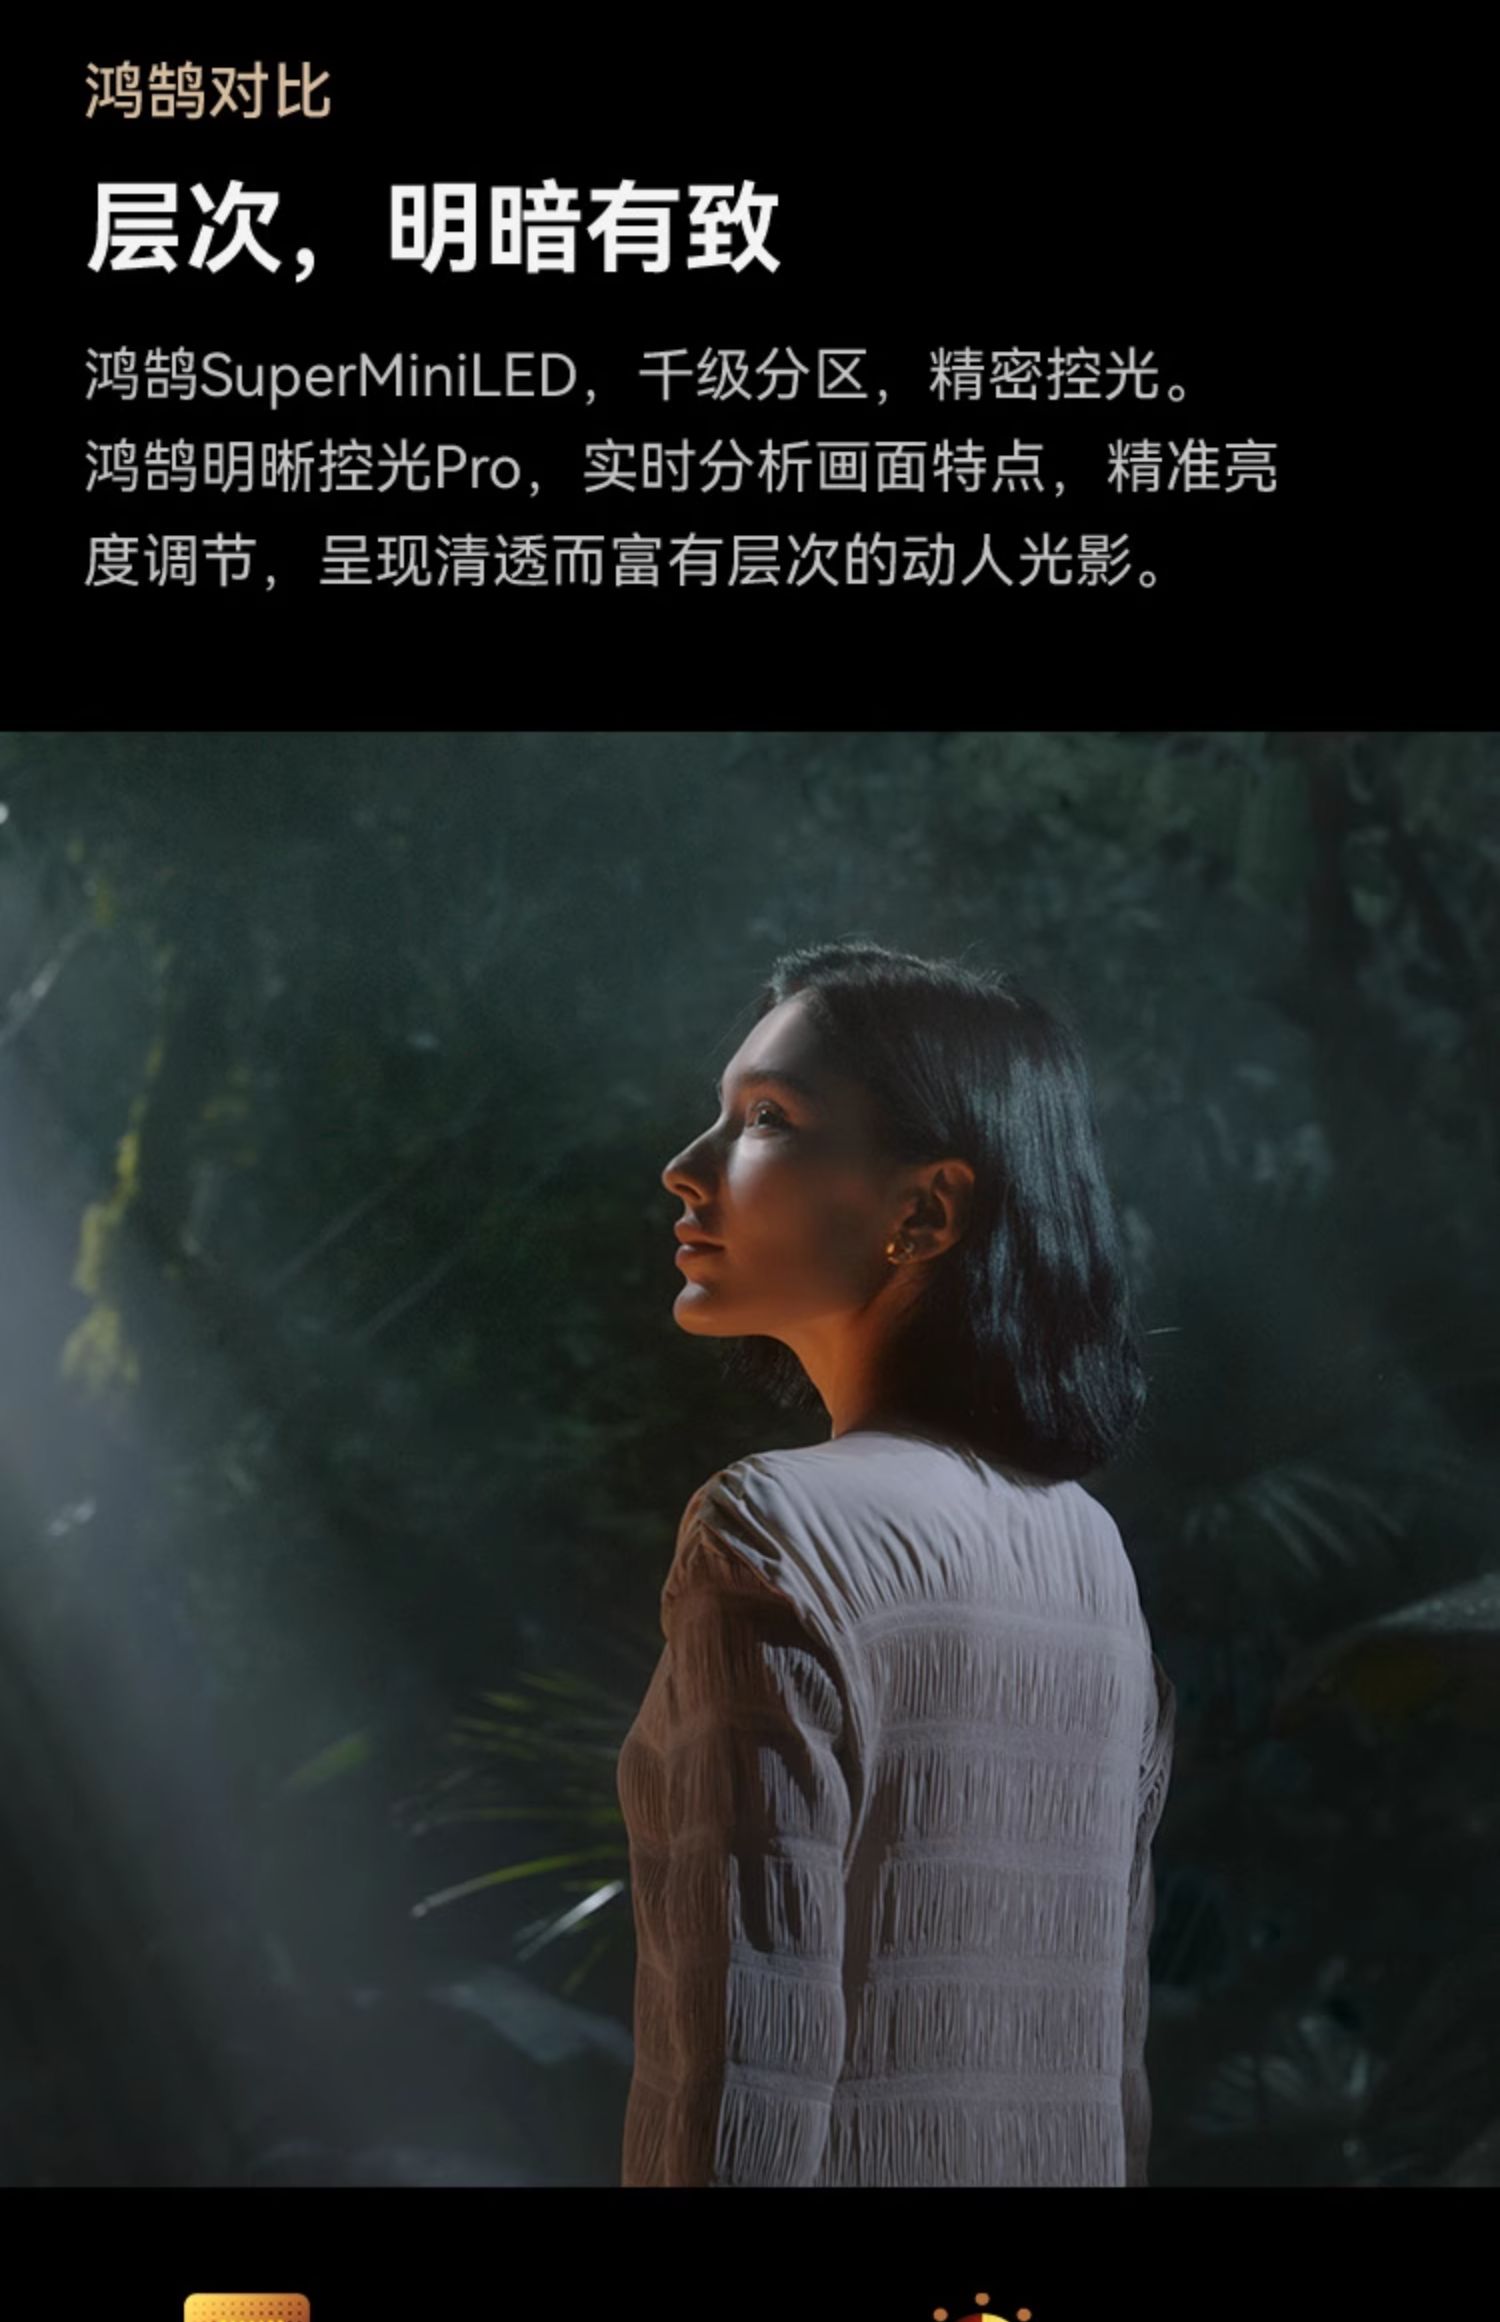 鸿鹄对比
层次，明暗有致
鸿鹄SuperMiniLED，千级分区，精密控光。
鸿鹄明晰控光Pro，实时分析画面特点，精准亮
度调节，呈现清透而富有层次的动人光影。